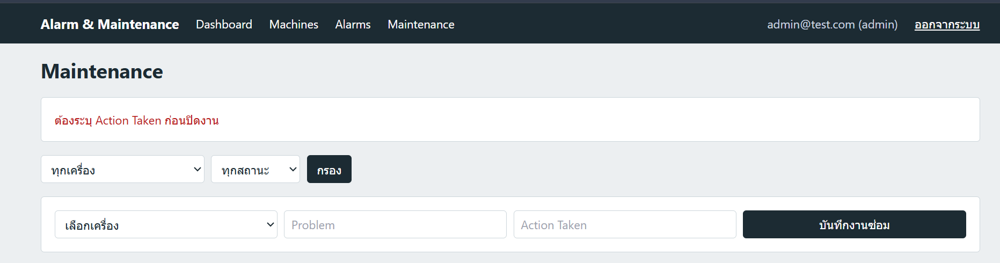 Alarm & Maintenance Dashboard Machines Alarms Maintenance admin@test.com (admin) ออกจากระบบ
Maintenance
ต้องระบุ Action Taken ก่อนปิดงาน
ทุกเครื่อง ทุกสถานะ กรอง
เลือกเครื่อง Problem Action Taken บันทึกงานซ่อม